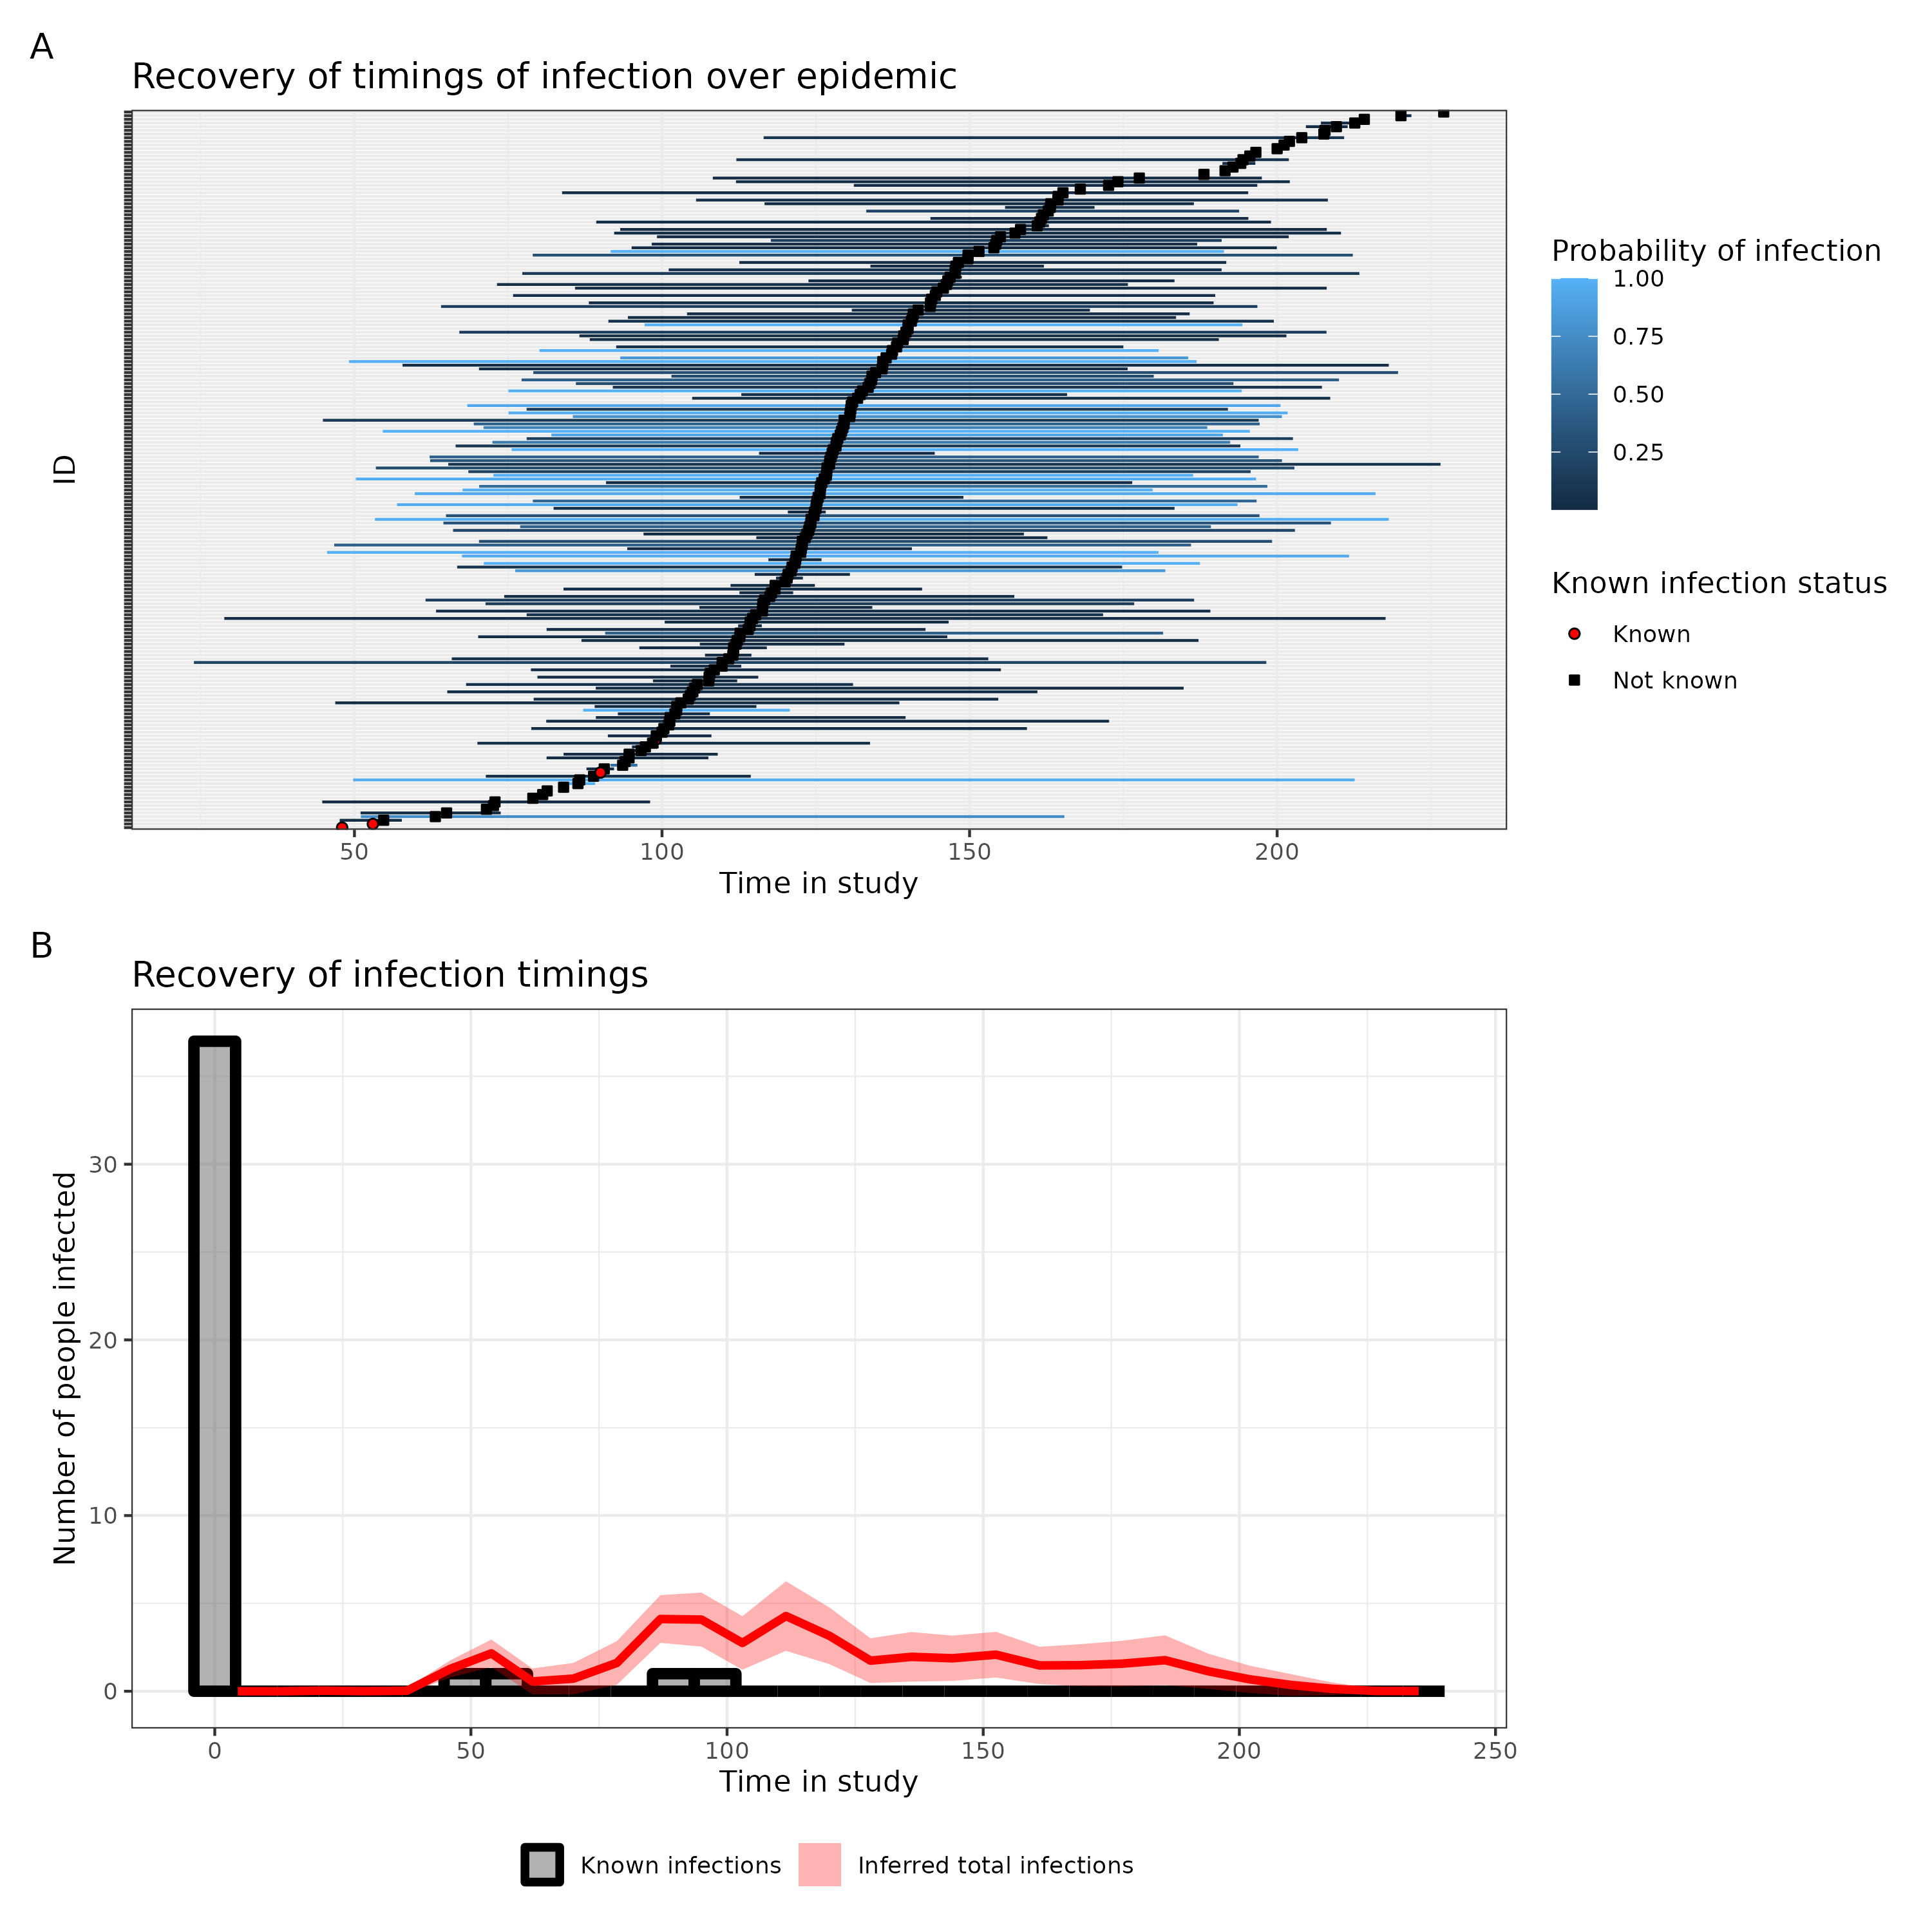 A
Recovery of timings of infection over epidemic
ID
50
100
150
200
Time in study
Probability of infection
1.00
0.75
0.50
0.25
Known infection status
Known
Not known
B
Recovery of infection timings
Number of people infected
30
20
10
0
0
50
100
150
200
250
Time in study
Known infections
Inferred total infections